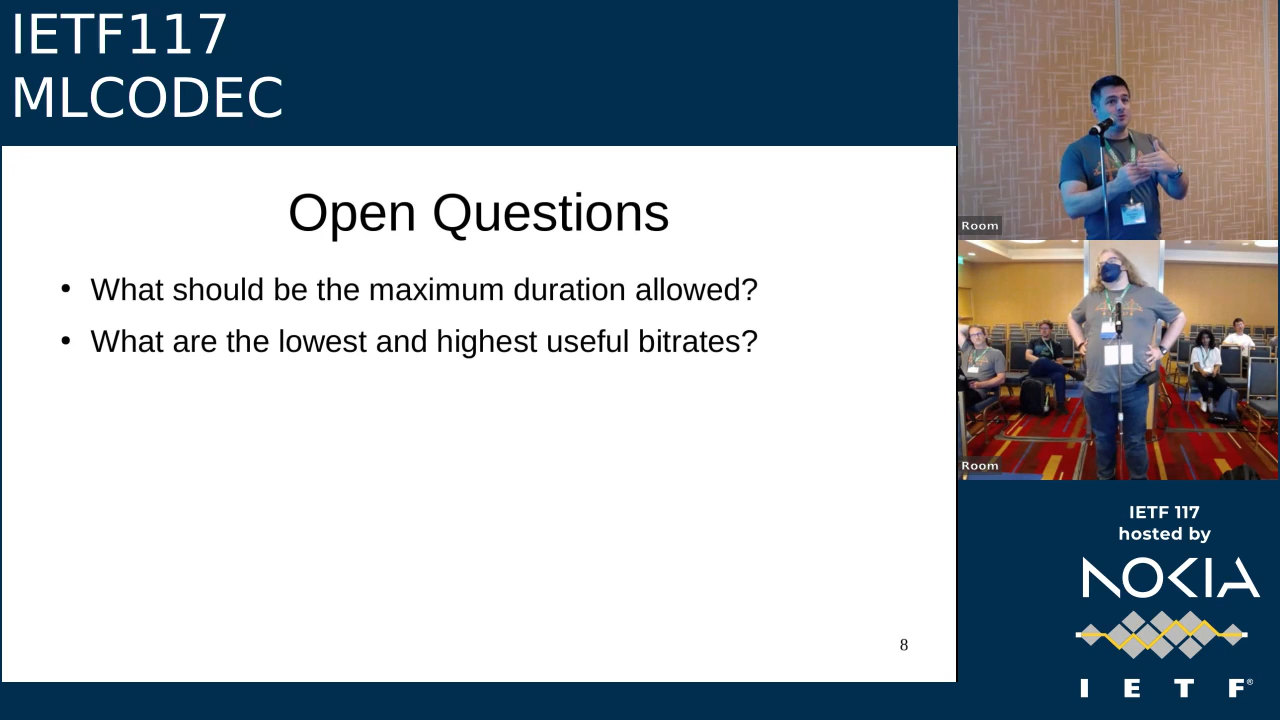 IETF117
MLCODEC
Open Questions
• What should be the maximum duration allowed?
• What are the lowest and highest useful bitrates?
8
Room
Room
IETF 117
hosted by
NOKIA
I E T F®